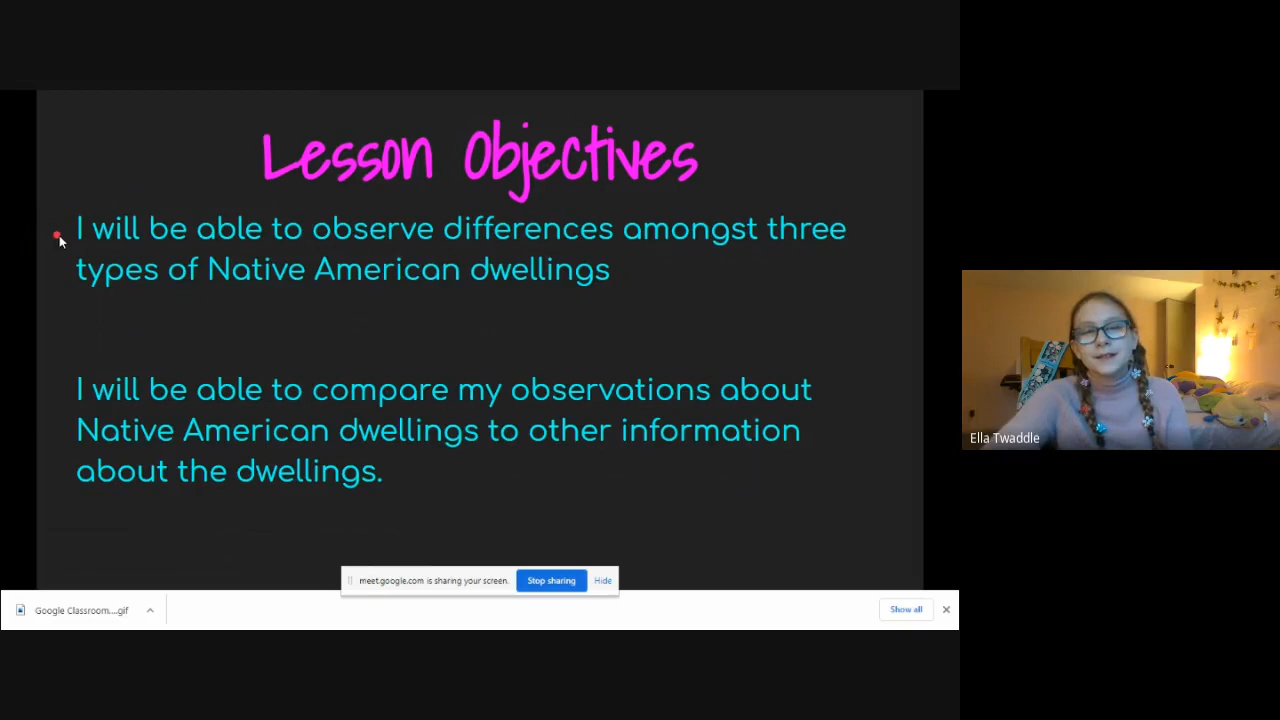 Lesson Objectives
I will be able to observe differences amongst three
types of Native American dwellings
I will be able to compare my observations about
Native American dwellings to other information
about the dwellings.
Ella Twaddle
meet.google.com is sharing your screen. Stop sharing Hide
Google Classroom....gif Show all